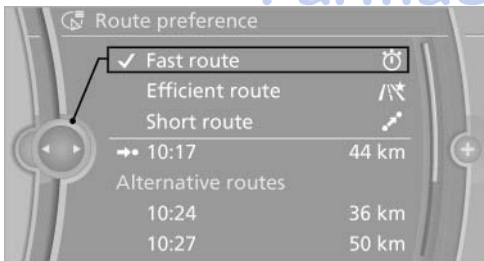 Route preference
✓ Fast route
Efficient route
Short route
10:17 44 km
Alternative routes
10:24 36 km
10:27 50 km